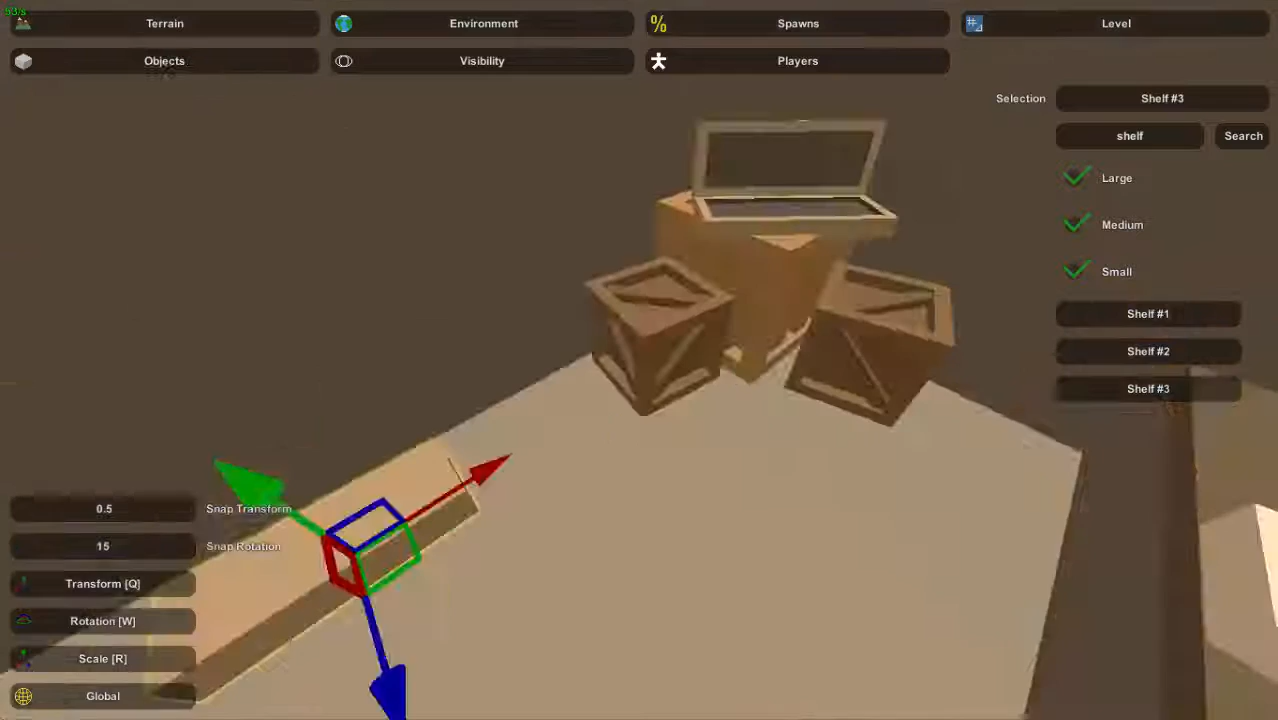 53/s
Terrain
Environment
%
Spawns
Level
Objects
Visibility
Players
Selection
Shelf #3
shelf
Search
Large
Medium
Small
Shelf #1
Shelf #2
Shelf #3
0.5
Snap Transform
15
Snap Rotation
Transform [Q]
Rotation [W]
Scale [R]
Global